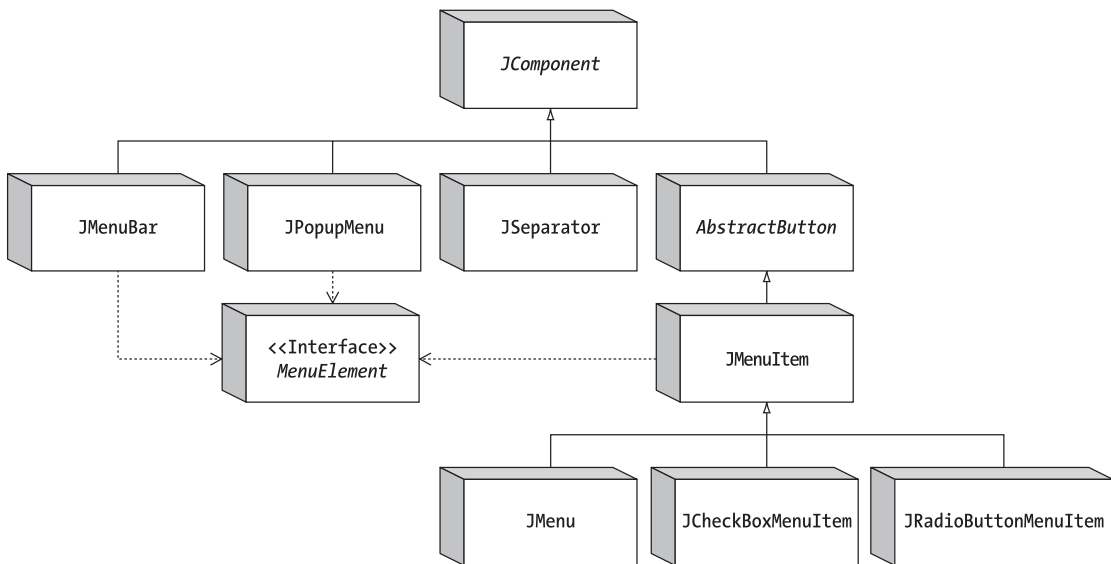 JComponent
JMenuBar
JPopupMenu
JSeparator
AbstractButton
<<Interface>>
MenuElement
JMenuItem
JMenu
JCheckBoxMenuItem
JRadioButtonMenuItem